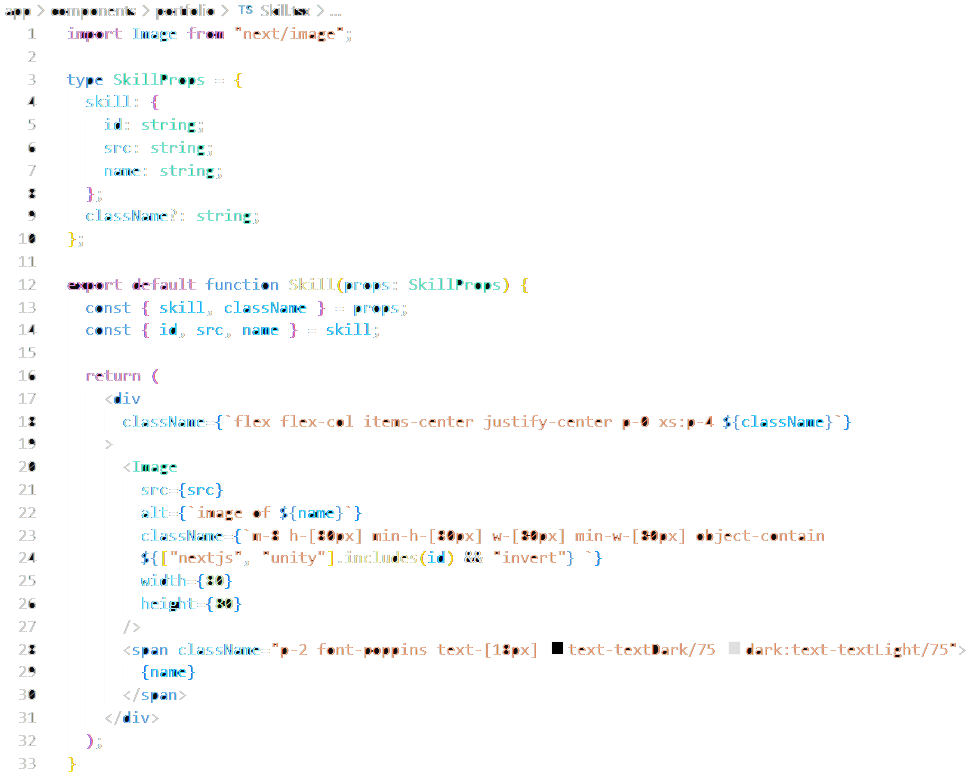 app > components > portfolio > TS Skill.tsx > ...
1 import Image from "next/image";
2
3 type SkillProps = {
4 skill: {
5 id: string;
6 src: string;
7 name: string;
8 };
9 className?: string;
10 };
11
12 export default function Skill(props: SkillProps) {
13 const { skill, className } = props;
14 const { id, src, name } = skill;
15
16 return (
17 <div
18 className={`flex flex-col items-center justify-center p-0 xs:p-4 ${className}`}
19 >
20 <Image
21 src={src}
22 alt={`image of ${name}`}
23 className={`m-8 h-[80px] min-h-[80px] w-[80px] min-w-[80px] object-contain
24 ${["nextjs", "unity"].includes(id) && "invert"} `}
25 width={80}
26 height={80}
27 />
28 <span className="p-2 font-poppins text-[18px] text-textDark/75 dark:text-textLight/75">
29 {name}
30 </span>
31 </div>
32 );
33 }